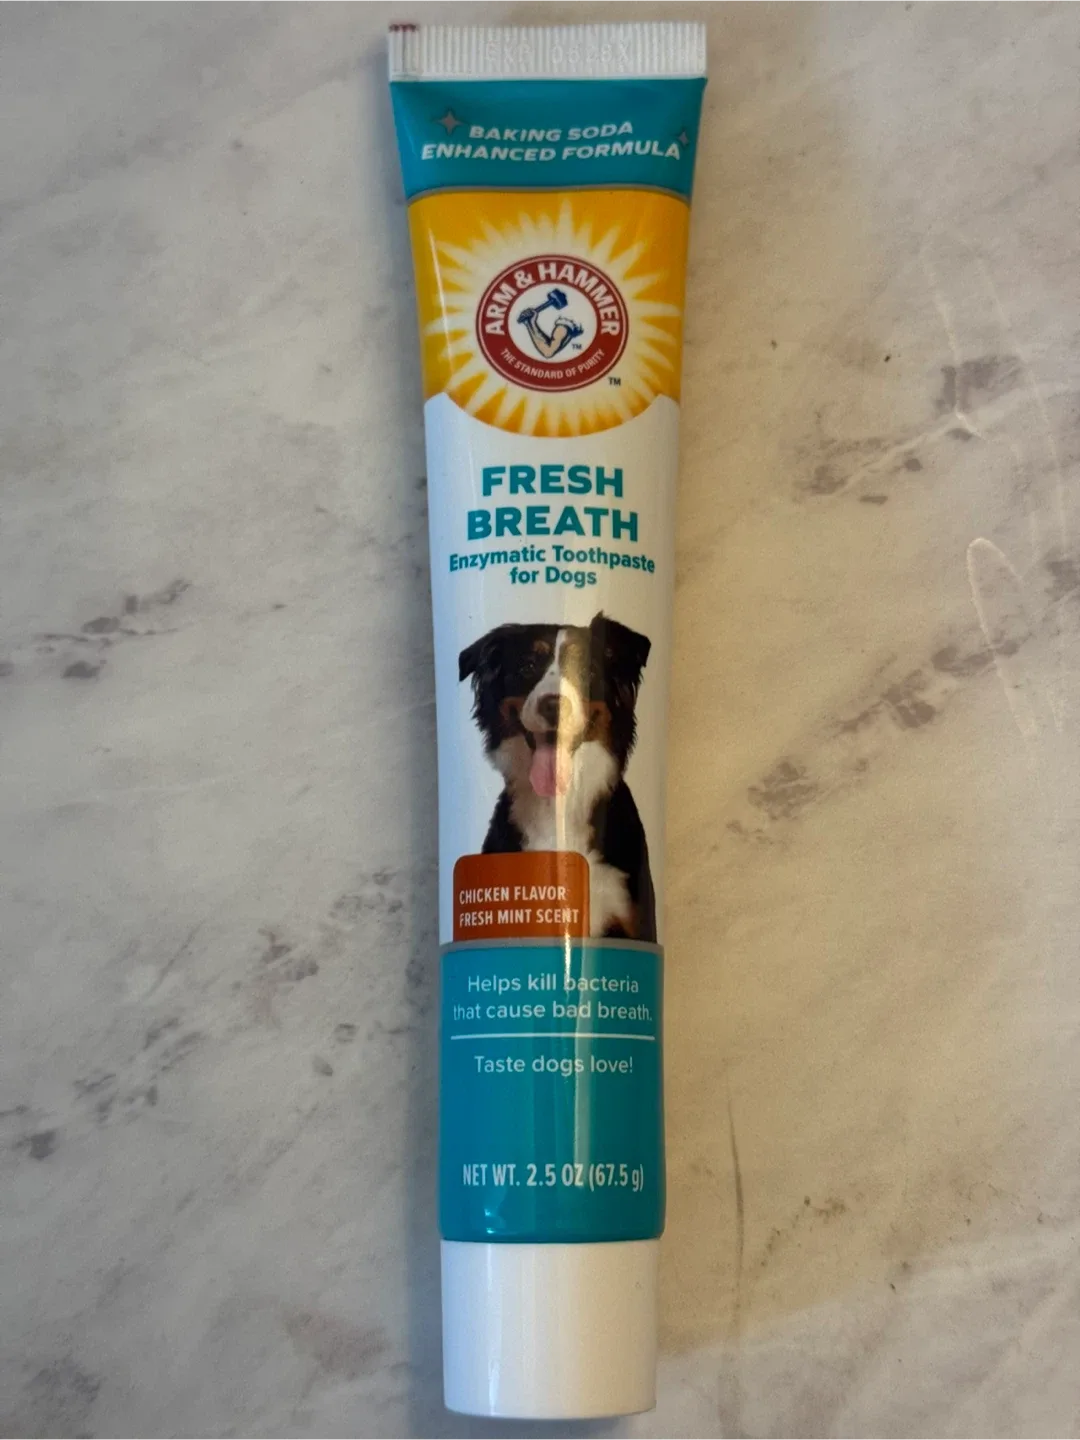 BAKING SODA
ENHANCED FORMULA
ARM & HAMMER
THE STANDARD OF PURITY
TM
TM
FRESH
BREATH
Enzymatic Toothpaste
for Dogs
CHICKEN FLAVOR
FRESH MINT SCENT
Helps kill bacteria
that cause bad breath.
Taste dogs love!
NET WT. 2.5 OZ (67.5 g)